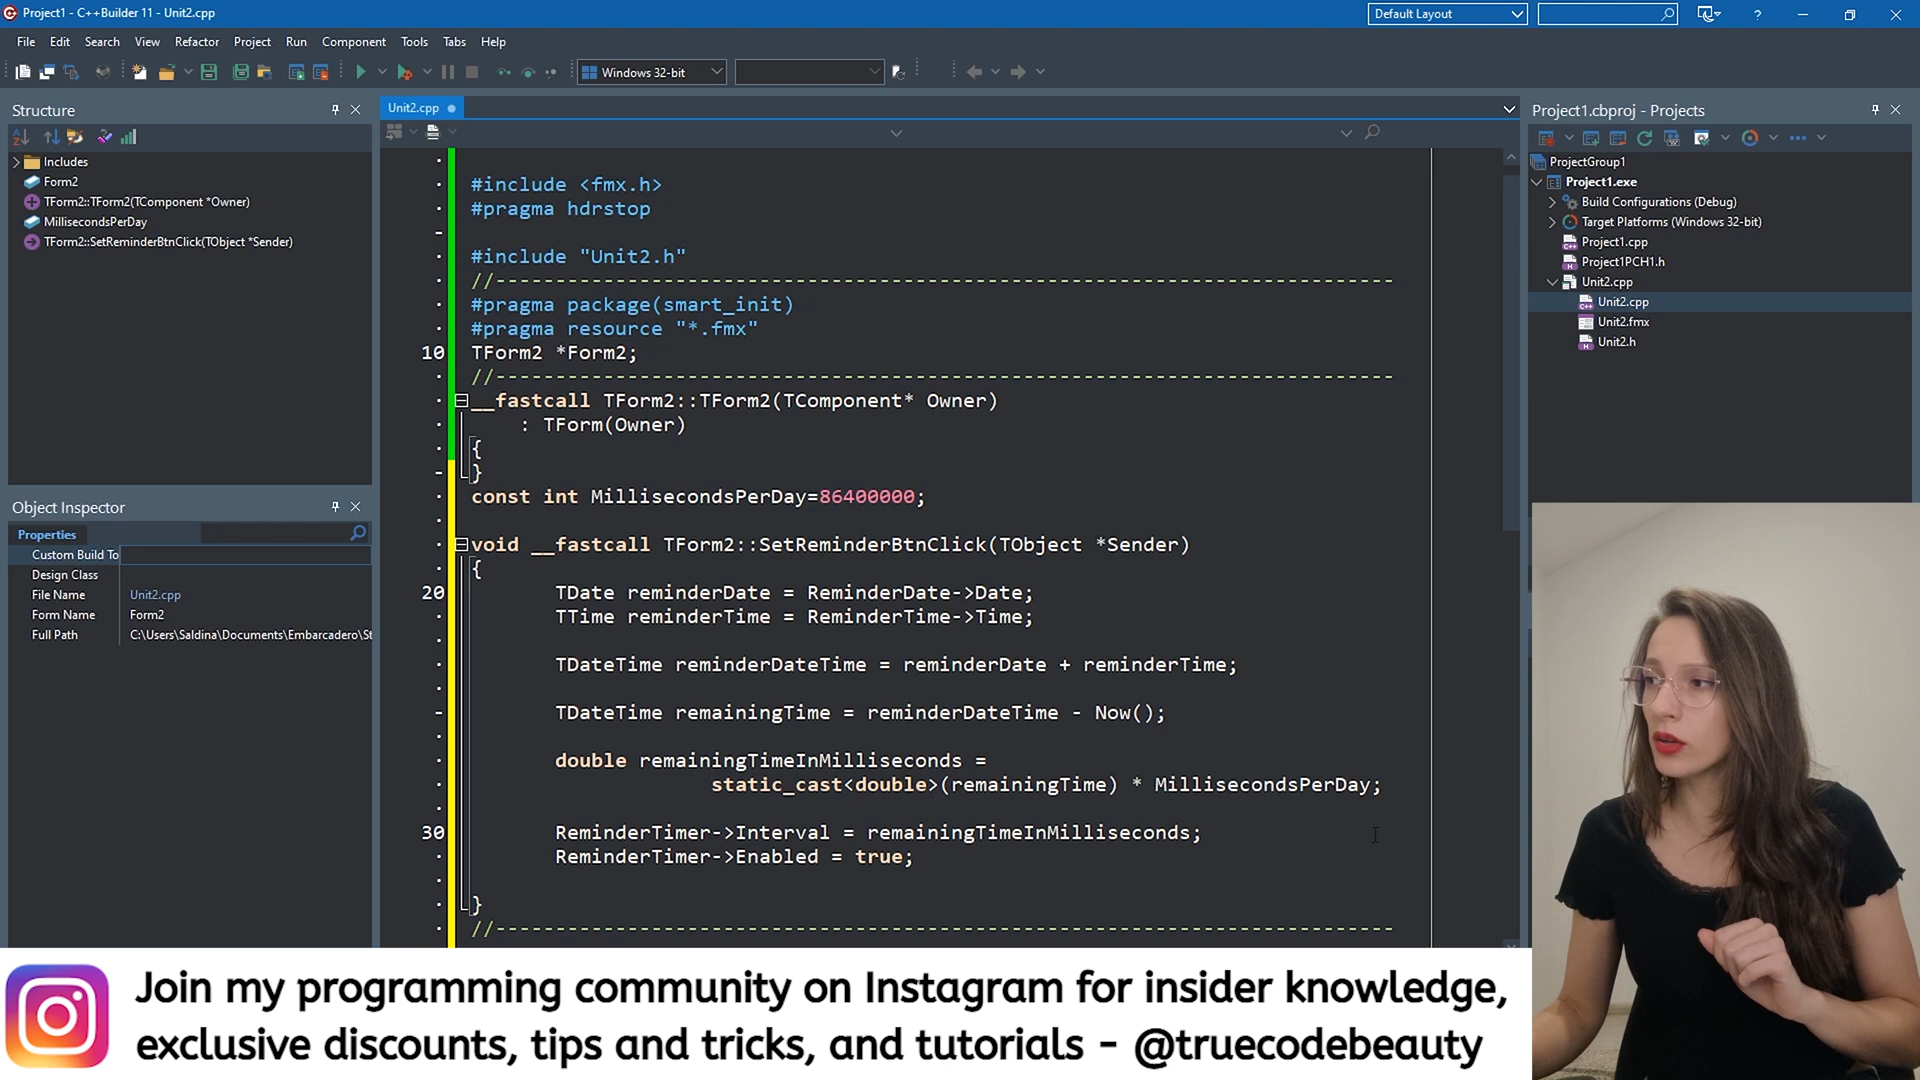 Project1 - C++Builder 11 - Unit2.cpp
Default Layout
?
File Edit Search View Refactor Project Run Component Tools Tabs Help
Windows 32-bit
Structure
Includes
Form2
TForm2::TForm2(TComponent *Owner)
MillisecondsPerDay
TForm2::SetReminderBtnClick(TObject *Sender)
Object Inspector
Properties
Custom Build To
Design Class
File Name Unit2.cpp
Form Name Form2
Full Path C:\Users\Saldina\Documents\Embarcadero\St
Unit2.cpp
#include <fmx.h>
#pragma hdrstop
#include "Unit2.h"
//---------------------------------------------------------------------------
#pragma package(smart_init)
#pragma resource "*.fmx"
10 TForm2 *Form2;
//---------------------------------------------------------------------------
__fastcall TForm2::TForm2(TComponent* Owner)
: TForm(Owner)
{
}
const int MillisecondsPerDay=86400000;
void __fastcall TForm2::SetReminderBtnClick(TObject *Sender)
{
20 TDate reminderDate = ReminderDate->Date;
TTime reminderTime = ReminderTime->Time;
TDateTime reminderDateTime = reminderDate + reminderTime;
TDateTime remainingTime = reminderDateTime - Now();
double remainingTimeInMilliseconds =
static_cast<double>(remainingTime) * MillisecondsPerDay;
30 ReminderTimer->Interval = remainingTimeInMilliseconds;
ReminderTimer->Enabled = true;
}
//---------------------------------------------------------------------------
Project1.cbproj - Projects
ProjectGroup1
Project1.exe
Build Configurations (Debug)
Target Platforms (Windows 32-bit)
Project1.cpp
Project1PCH1.h
Unit2.cpp
Unit2.cpp
Unit2.fmx
Unit2.h
Join my programming community on Instagram for insider knowledge,
exclusive discounts, tips and tricks, and tutorials - @truecodebeauty